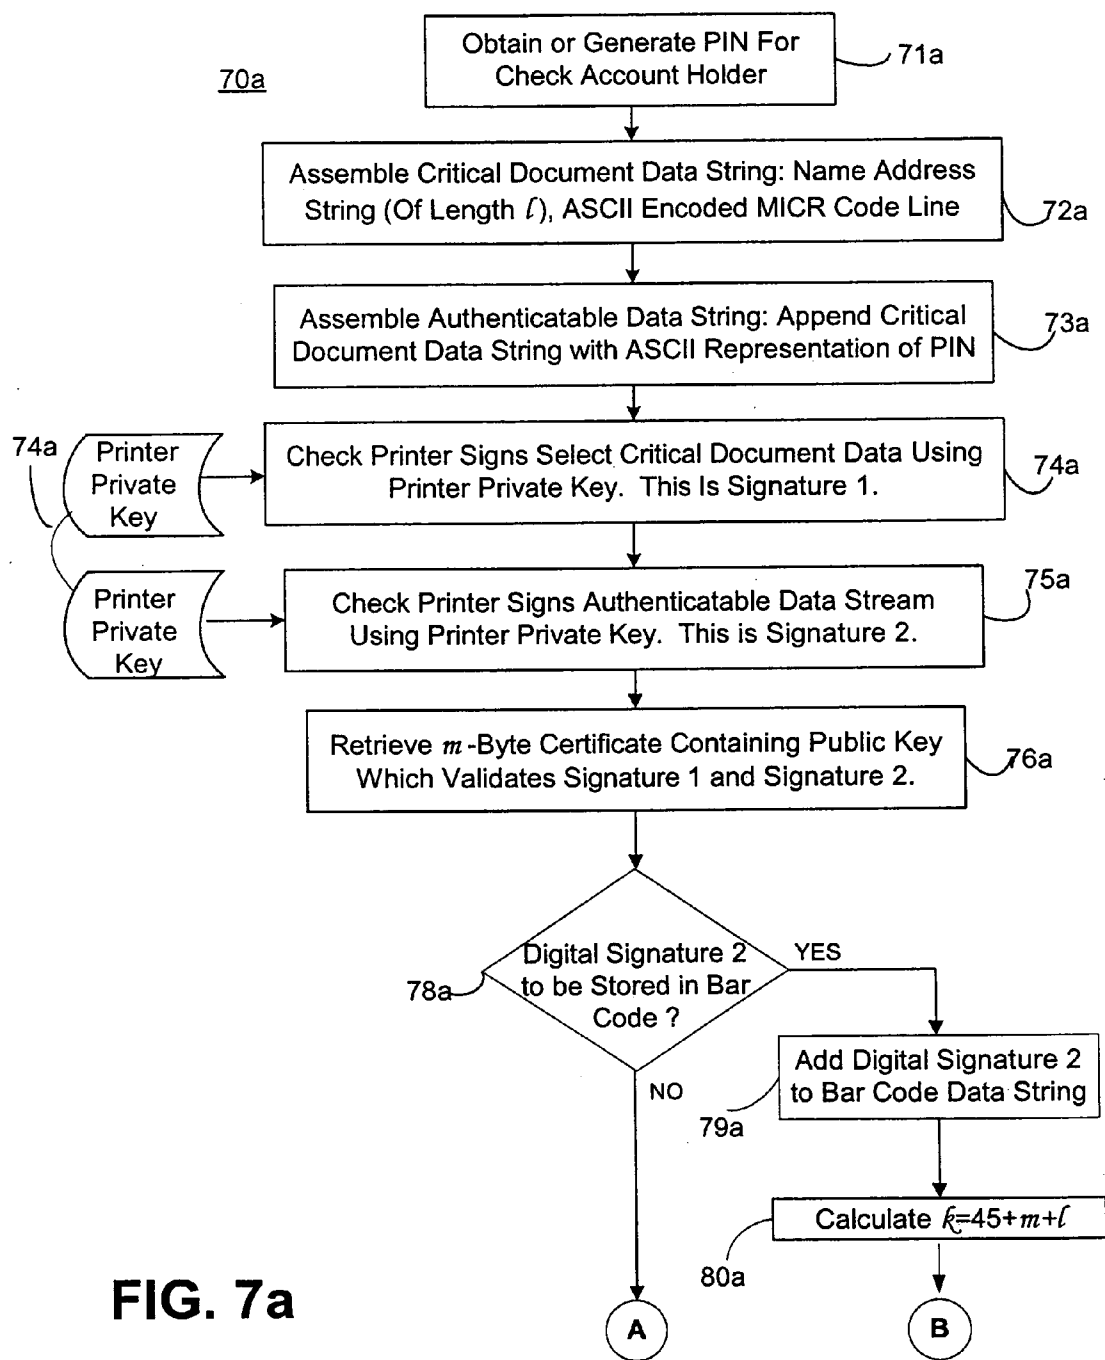 70a
Obtain or Generate PIN For
Check Account Holder
71a
Assemble Critical Document Data String: Name Address
String (Of Length ℓ), ASCII Encoded MICR Code Line
72a
Assemble Authenticatable Data String: Append Critical
Document Data String with ASCII Representation of PIN
73a
74a
Printer
Private
Key
Check Printer Signs Select Critical Document Data Using
Printer Private Key. This Is Signature 1.
74a
Printer
Private
Key
Check Printer Signs Authenticatable Data Stream
Using Printer Private Key. This is Signature 2.
75a
Retrieve m-Byte Certificate Containing Public Key
Which Validates Signature 1 and Signature 2.
76a
Digital Signature 2
to be Stored in Bar
Code ?
78a
YES
NO
Add Digital Signature 2
to Bar Code Data String
79a
Calculate k=45+m+ℓ
80a
A
B
FIG. 7a